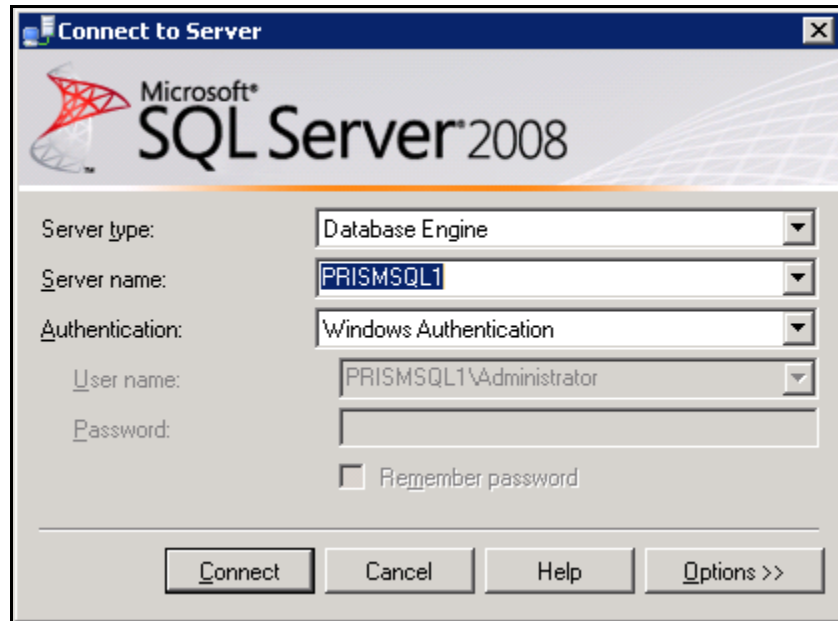 Connect to Server
Microsoft®
SQL Server® 2008
™
Server type: Database Engine
Server name: PRISMSQL1
Authentication: Windows Authentication
User name: PRISMSQL1\Administrator
Password:
Remember password
Connect Cancel Help Options >>